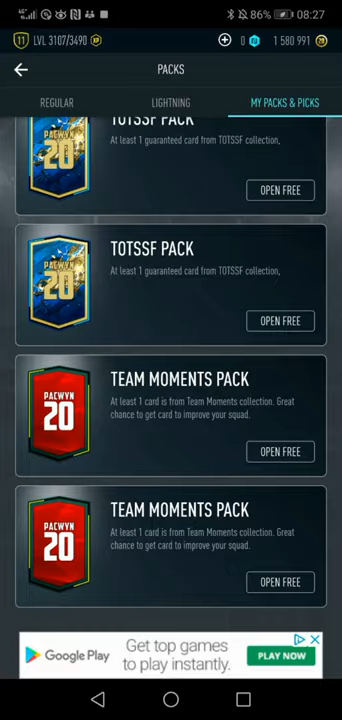 86% 08:27
11 LVL 3107/3490 XP 0 1 580 991 20
PACKS
REGULAR LIGHTNING MY PACKS & PICKS
TOTSSF PACK
At least 1 guaranteed card from TOTSSF collection,
PACWYN
20
OPEN FREE
TOTSSF PACK
At least 1 guaranteed card from TOTSSF collection,
PACWYN
20
OPEN FREE
TEAM MOMENTS PACK
At least 1 card is from Team Moments collection. Great
chance to get card to improve your squad.
PACWYN
20
OPEN FREE
TEAM MOMENTS PACK
At least 1 card is from Team Moments collection. Great
chance to get card to improve your squad.
PACWYN
20
OPEN FREE
Google Play
Get top games
to play instantly.
PLAY NOW